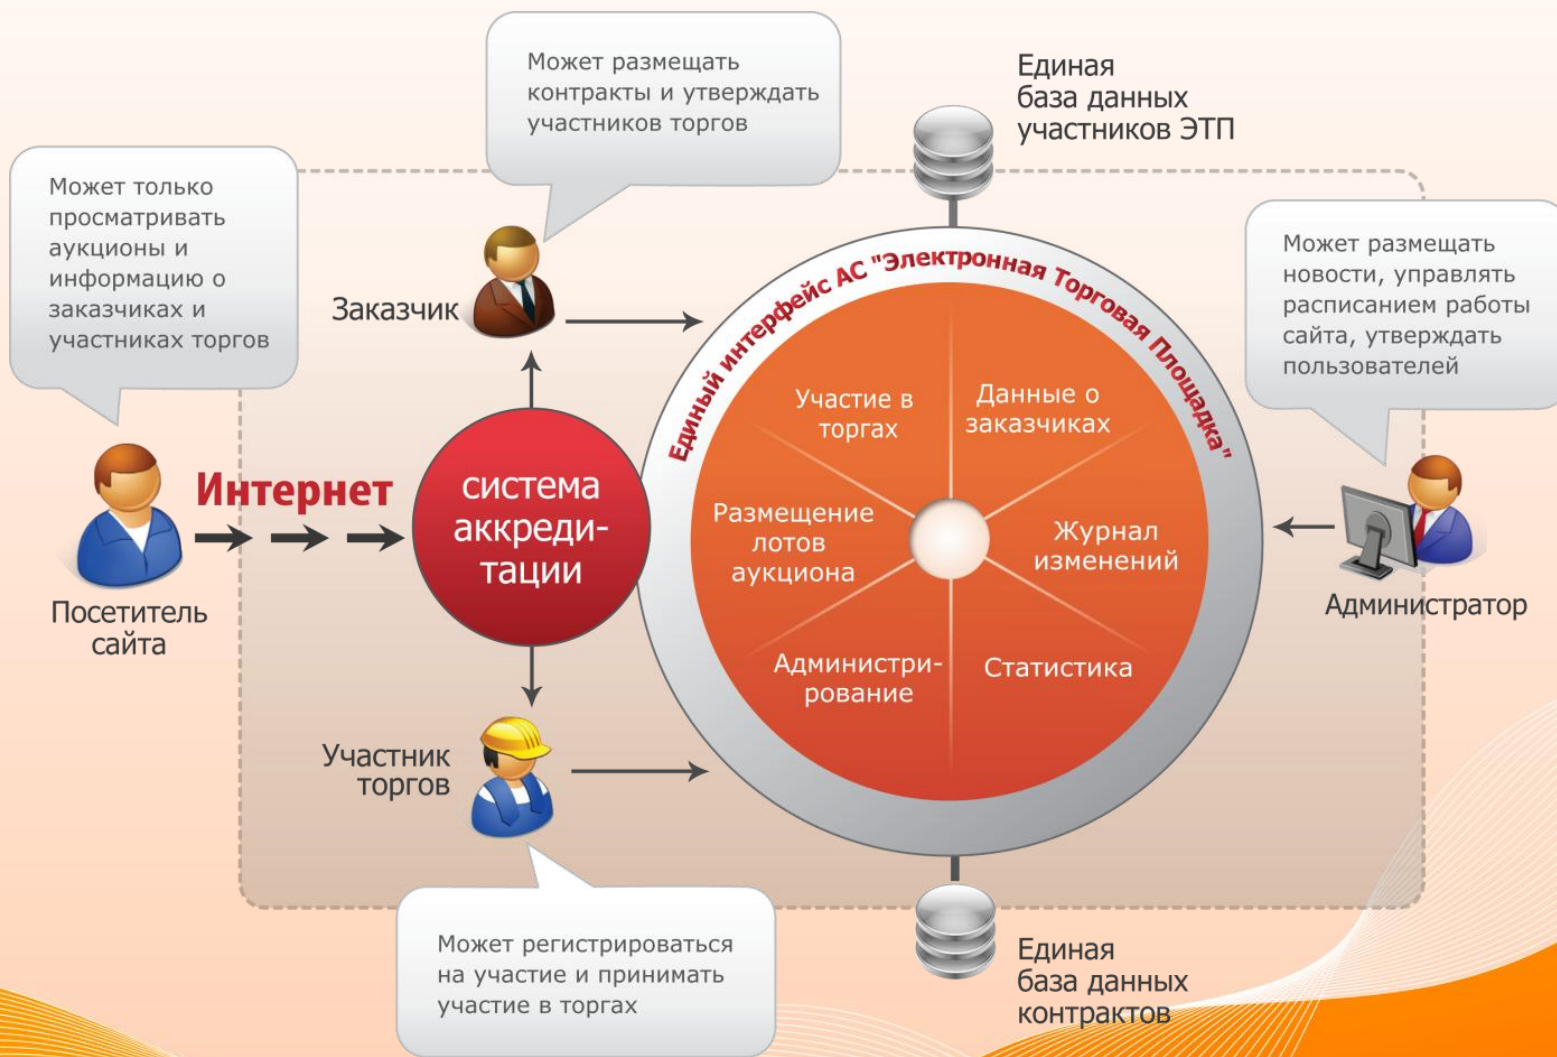 Может размещать
контракты и утверждать
участников торгов
Единая
база данных
участников ЭТП
Может только
просматривать
аукционы и
информацию о
заказчиках и
участниках торгов
Заказчик
Единый интерфейс АС "Электронная Торговая Площадка"
Может размещать
новости, управлять
расписанием работы
сайта, утверждать
пользователей
Участие в
торгах
Данные о
заказчиках
Интернет
система
аккреди-
тации
Размещение
лотов
аукциона
Журнал
изменений
Посетитель
сайта
Администратор
Администри-
рование
Статистика
Участник
торгов
Может регистрироваться
на участие и принимать
участие в торгах
Единая
база данных
контрактов